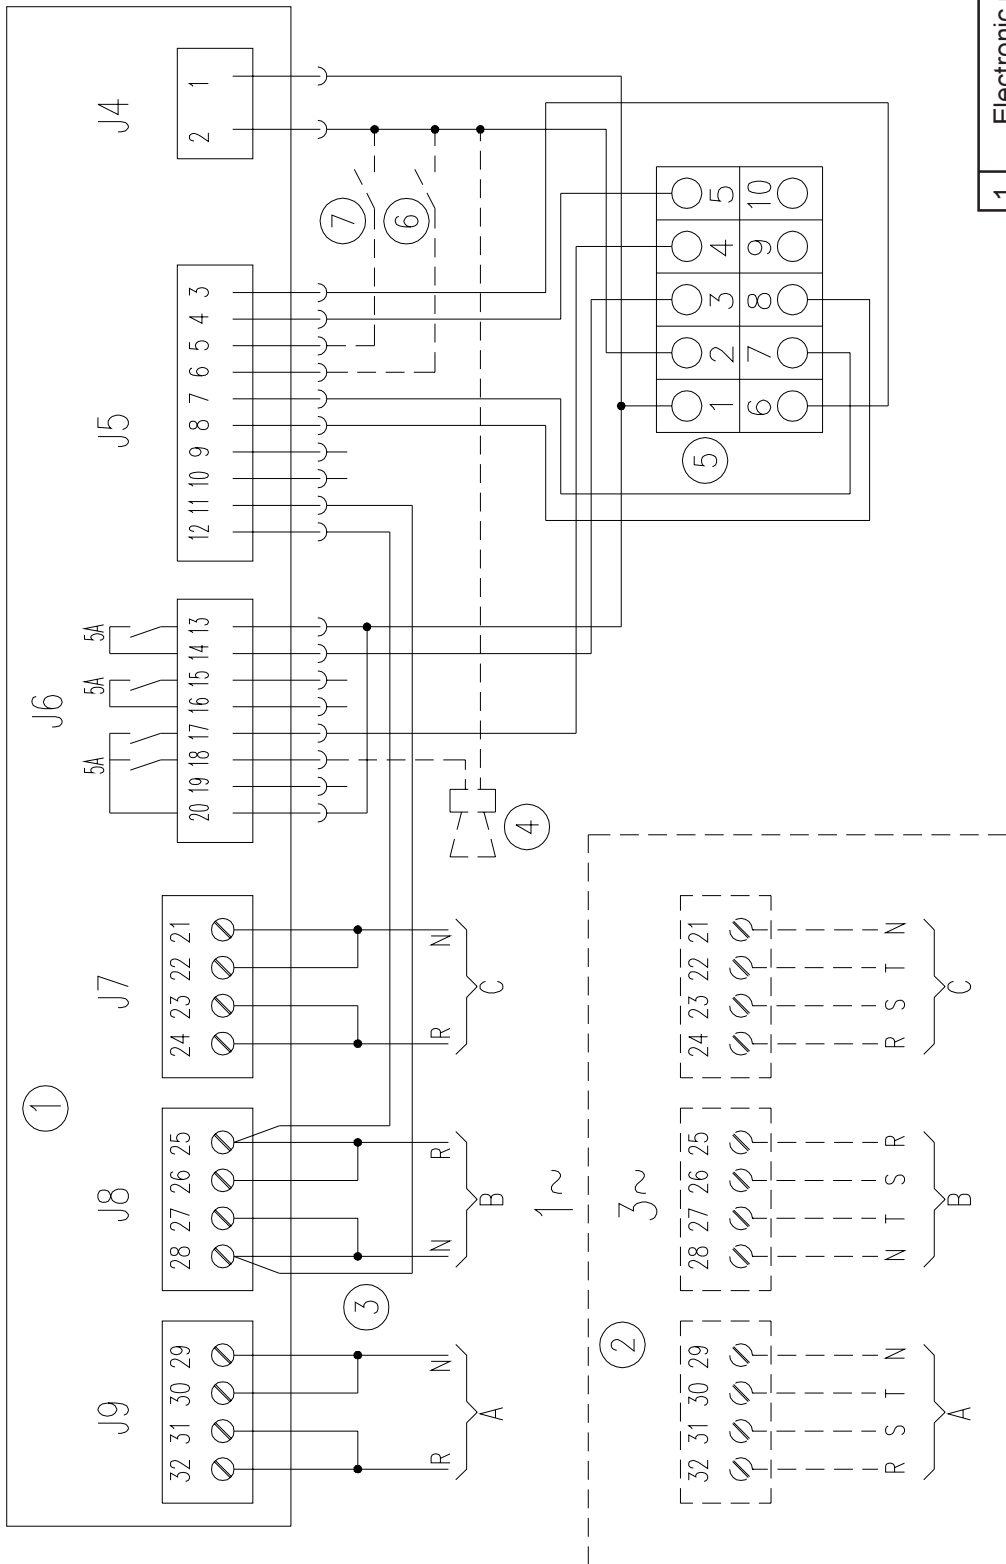 1
J6
5A 5A 5A
J9 J8 J7 J5 J4
32 31 30 29 28 27 26 25 24 23 22 21 20 19 18 17 16 15 14 13 12 11 10 9 8 7 6 5 4 3 2 1
7
3
6
R N N R R N
A B C
4
1~
2
3~
32 31 30 29 28 27 26 25 24 23 22 21
5
1 2 3 4 5
6 7 8 9 10
R S T N N T S R R S T N
A B C
1 Electronic